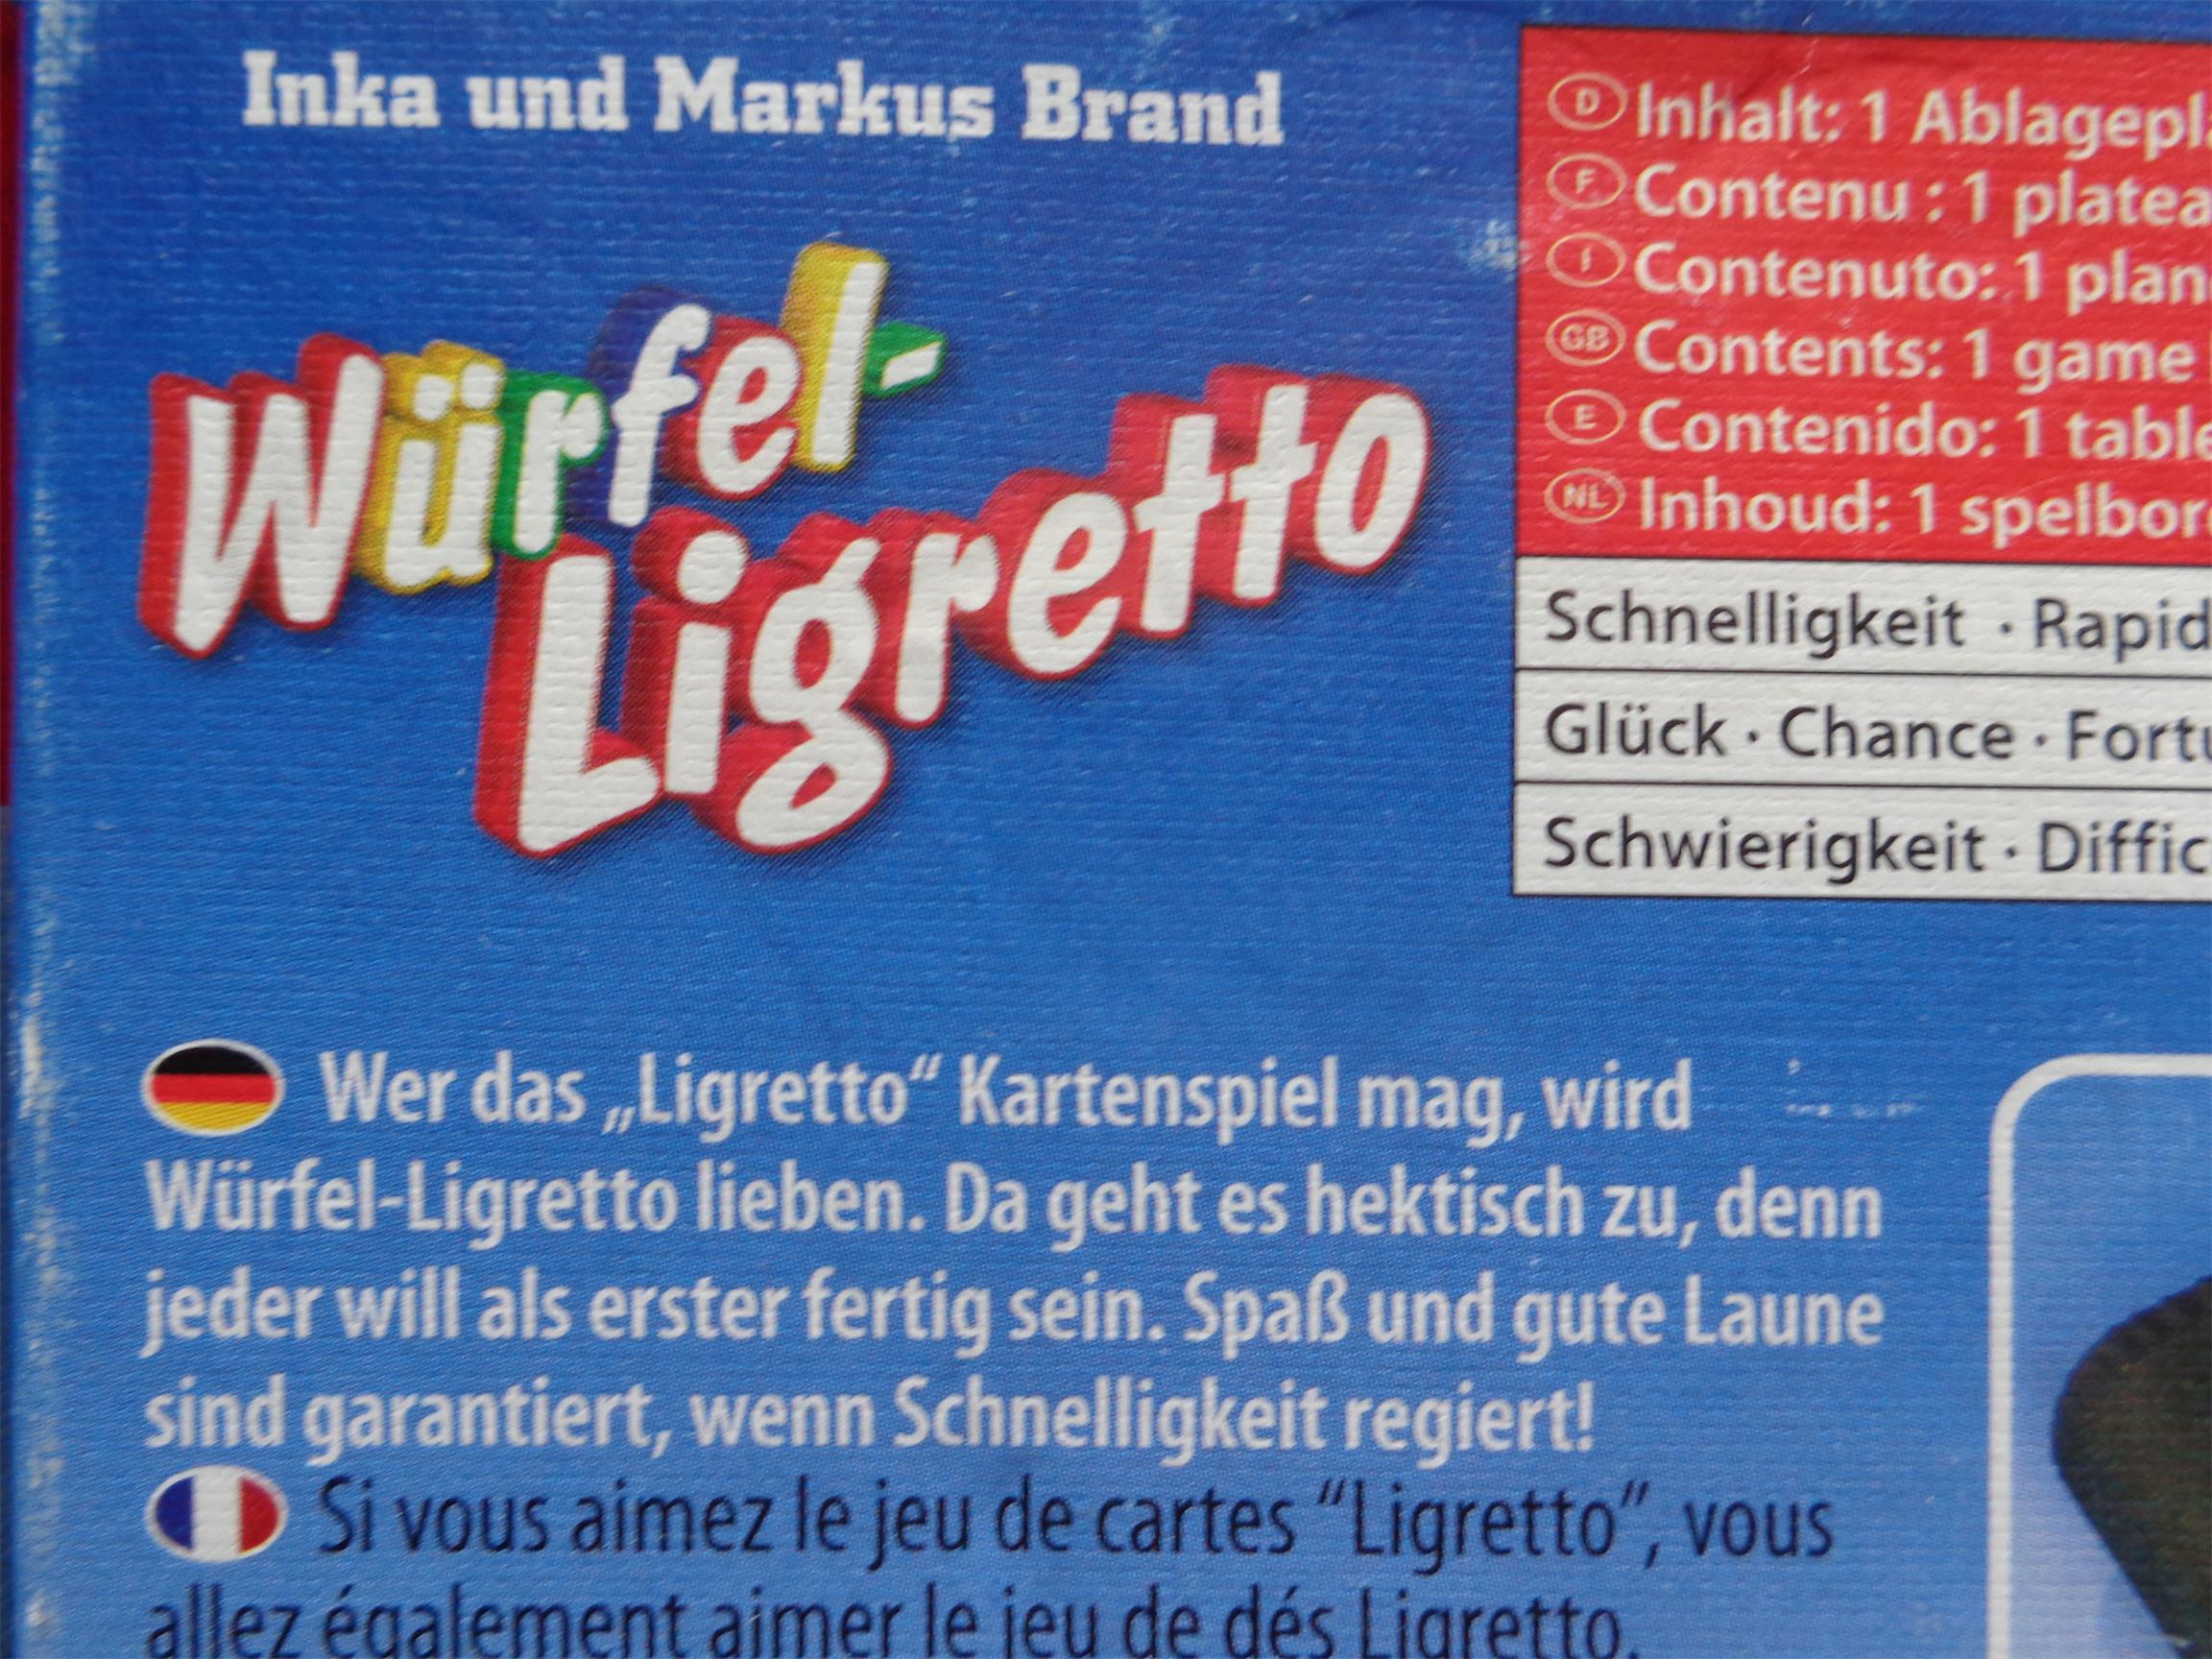 Inka und Markus Brand
Würfel-
Ligretto
D Inhalt: 1 Ablagepl
F Contenu : 1 platea
I Contenuto: 1 plan
GB Contents: 1 game
E Contenido: 1 table
NL Inhoud: 1 spelbor
Schnelligkeit · Rapid
Glück · Chance · Fortu
Schwierigkeit · Diffic
Wer das „Ligretto“ Kartenspiel mag, wird
Würfel-Ligretto lieben. Da geht es hektisch zu, denn
jeder will als erster fertig sein. Spaß und gute Laune
sind garantiert, wenn Schnelligkeit regiert!
Si vous aimez le jeu de cartes “Ligretto”, vous
allez également aimer le jeu de dés Ligretto.